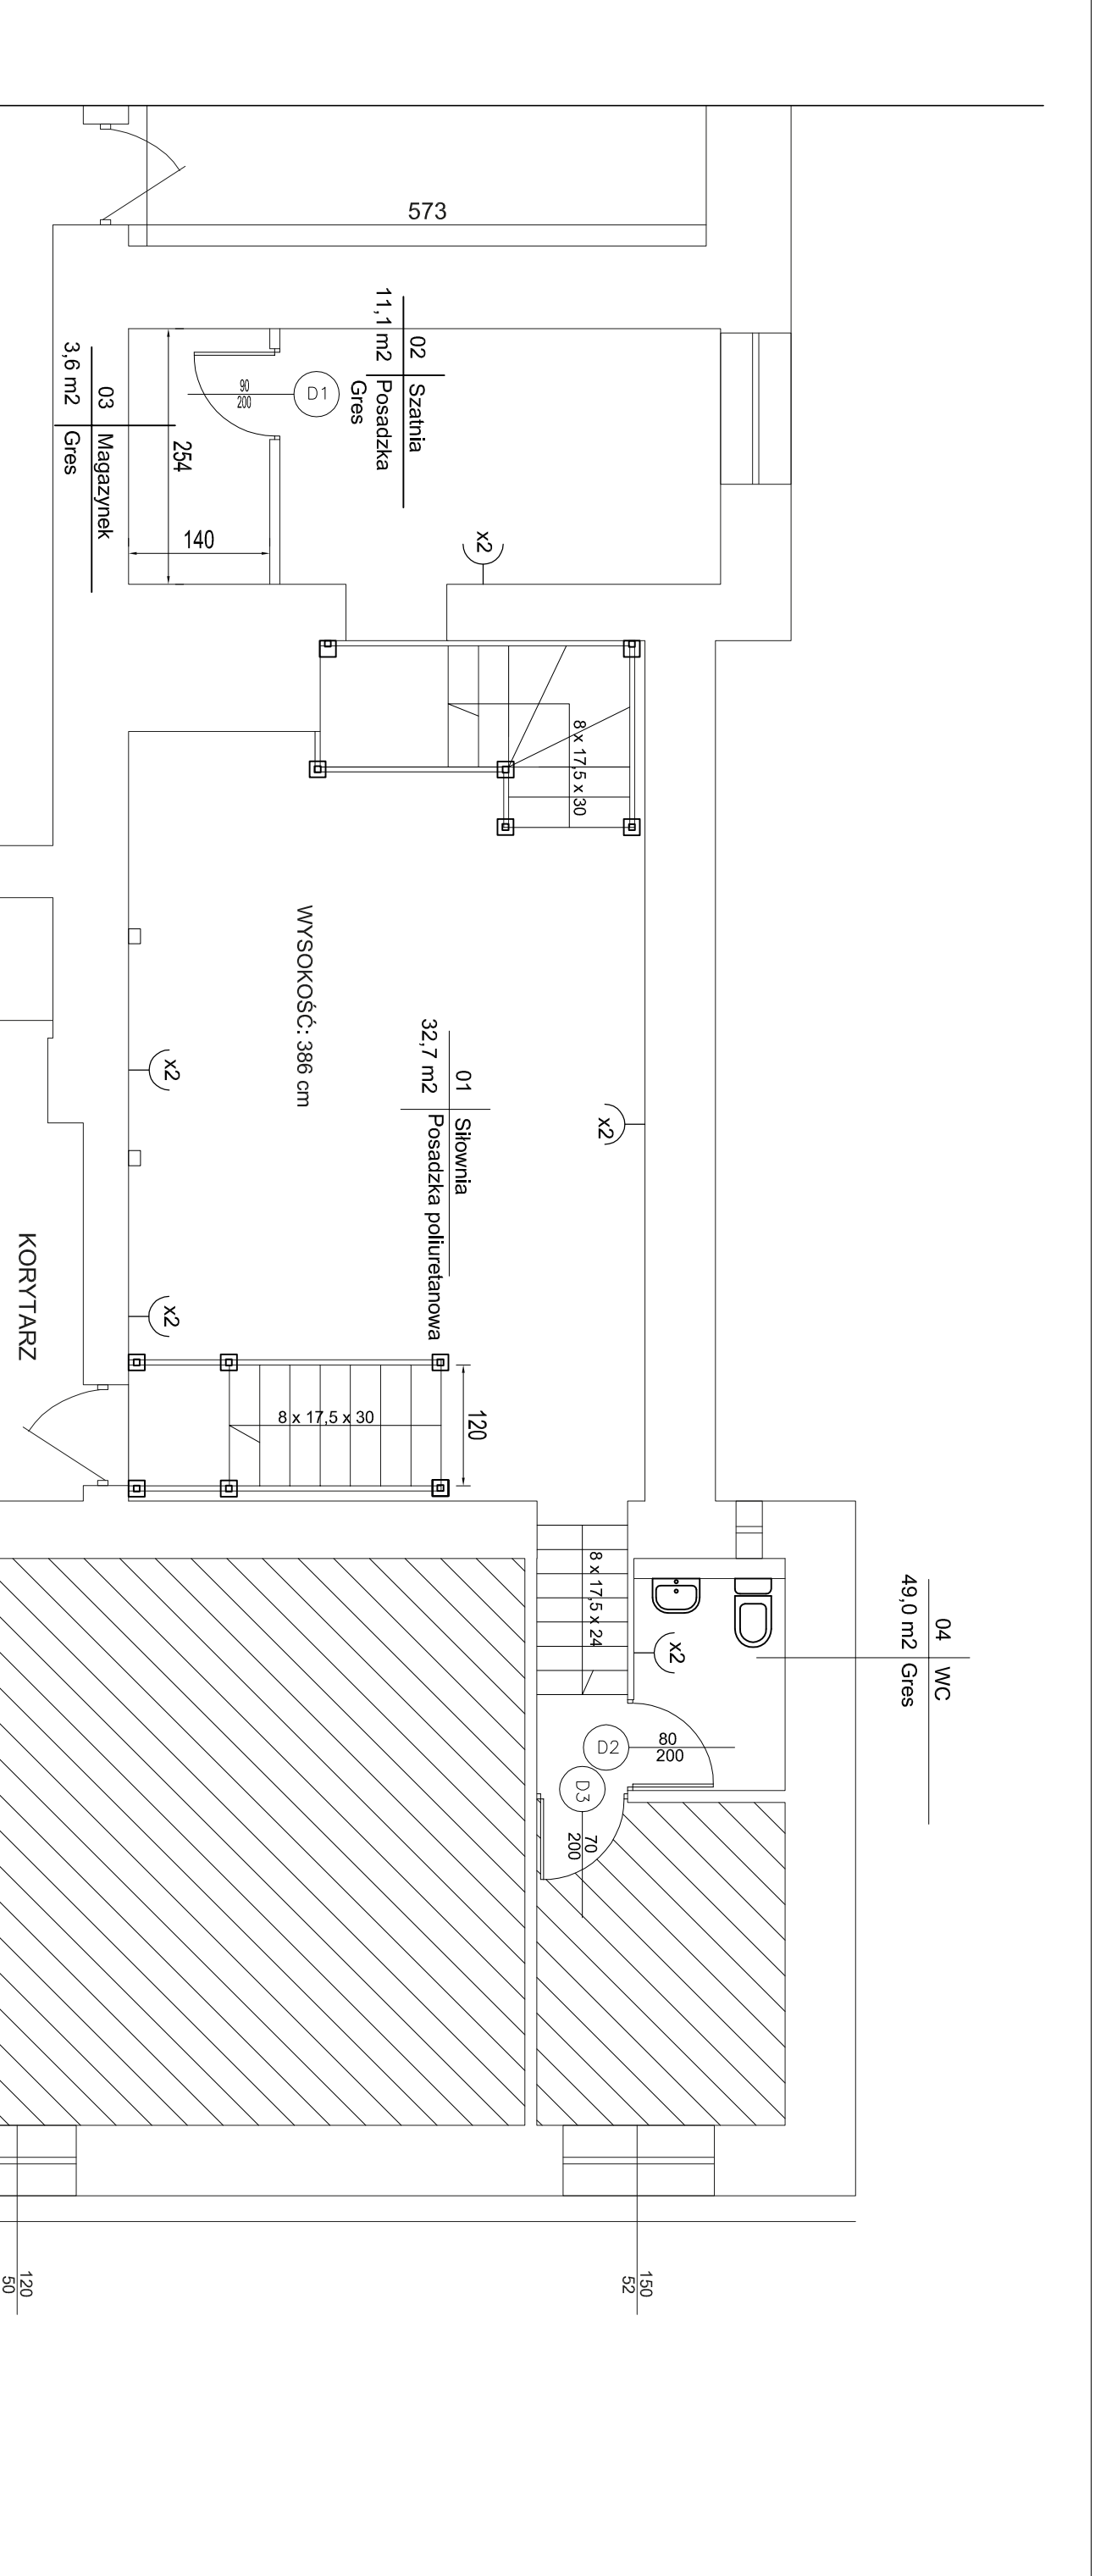 573
02 Szatnia
11,1 m2 Posadzka
Gres
D1
90
200
03 Magazynek
3,6 m2 Gres
254
140
x2
8 x 17,5 x 30
WYSOKOŚĆ: 386 cm
01 Siłownia
32,7 m2 Posadzka poliuretanowa
x2
x2
x2
KORYTARZ
8 x 17,5 x 30
120
8 x 17,5 x 24
x2
04 WC
49,0 m2 Gres
D2
80
200
D3
70
200
150
52
120
50